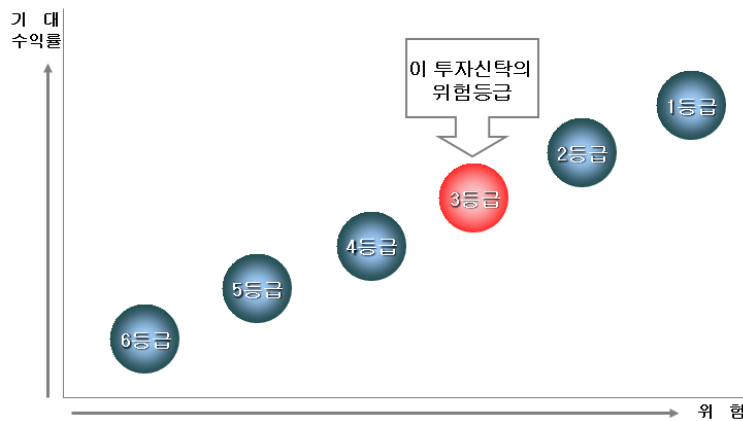 기 대
수익률
이 투자신탁의
위험등급
1등급
2등급
3등급
4등급
5등급
6등급
위 험